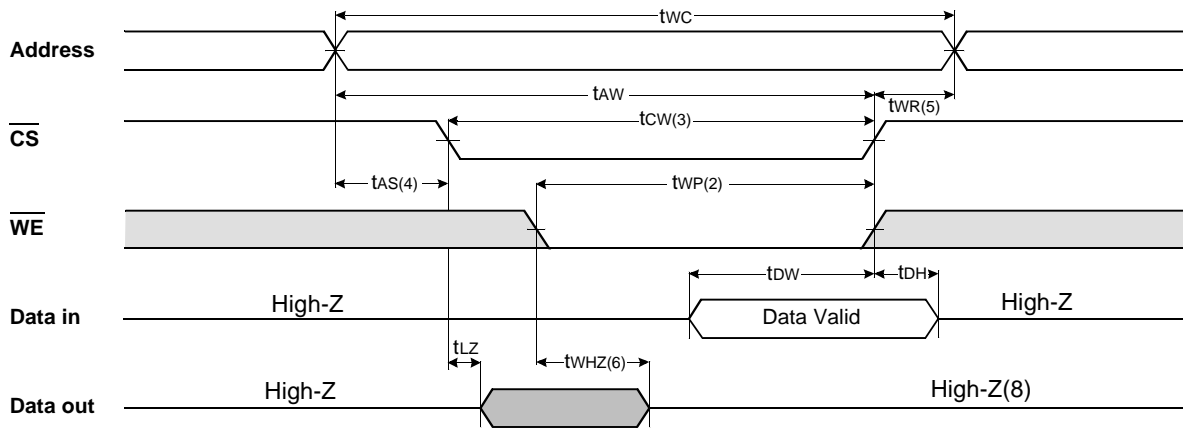 tWC
Address
tAW
tWR(5)
tCW(3)
CS
tAS(4)
tWP(2)
WE
tDW
tDH
High-Z
High-Z
Data in
Data Valid
tLZ
tWHZ(6)
High-Z
High-Z(8)
Data out